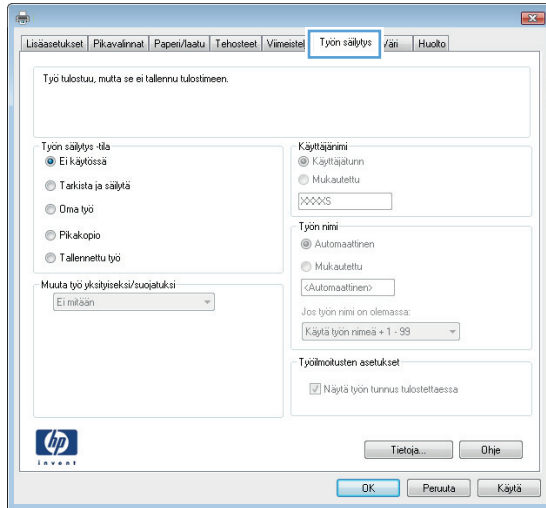 Lisäasetukset Pikavalinnat Paperi/laatu Tehosteet Viimeistel Työn säilytys Väri Huolto
Työ tulostuu, mutta se ei tallennu tulostimeen.
Työn säilytys -tila
Ei käytössä
Tarkista ja säilytä
Oma työ
Pikakopio
Tallennettu työ
Muuta työ yksityiseksi/suojatuksi
Ei mitään
Käyttäjänimi
Käyttäjätunn
Mukautettu
XXXXS
Työn nimi
Automaattinen
Mukautettu
<Automaattinen>
Jos työn nimi on olemassa:
Käytä työn nimeä + 1 - 99
Työilmoitusten asetukset
Näytä työn tunnus tulostettaessa
hp
invent
Tietoja... Ohje
OK Peruuta Käytä